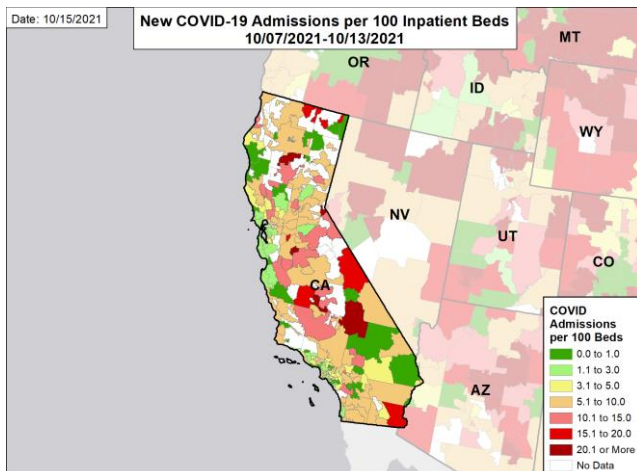 Date: 10/15/2021
New COVID-19 Admissions per 100 Inpatient Beds
10/07/2021-10/13/2021
MT
OR
ID
WY
NV
UT
CO
CA
AZ
COVID
Admissions
per 100 Beds
0.0 to 1.0
1.1 to 3.0
3.1 to 5.0
5.1 to 10.0
10.1 to 15.0
15.1 to 20.0
20.1 or More
No Data